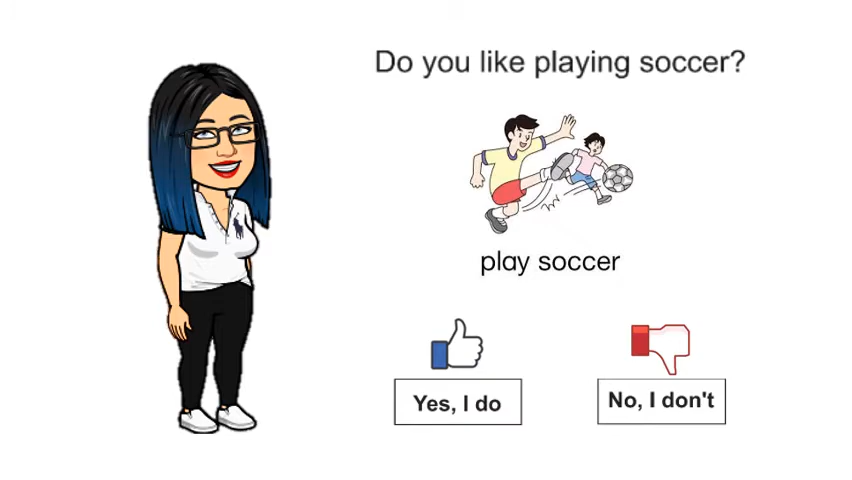 Do you like playing soccer?
play soccer
Yes, I do
No, I don't